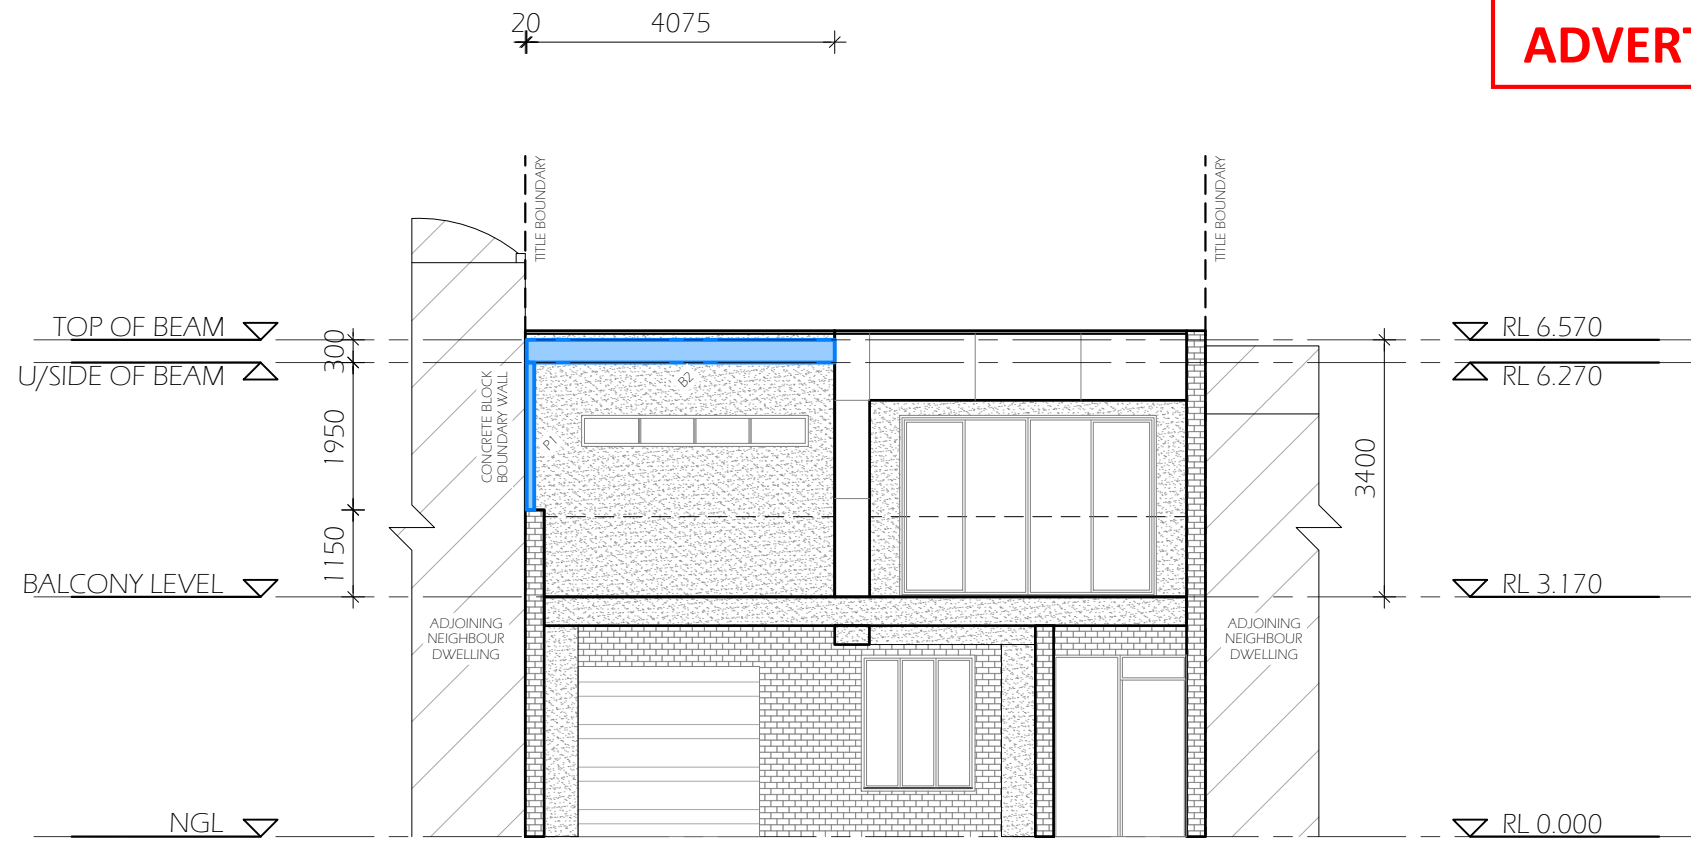 20 4075
ADVERT
TITLE BOUNDARY
TITLE BOUNDARY
TOP OF BEAM
300
RL 6.570
U/SIDE OF BEAM
RL 6.270
CONCRETE BLOCK
BOUNDARY WALL
B2
P1
1950
3400
1150
BALCONY LEVEL
RL 3.170
ADJOINING
NEIGHBOUR
DWELLING
ADJOINING
NEIGHBOUR
DWELLING
NGL
RL 0.000